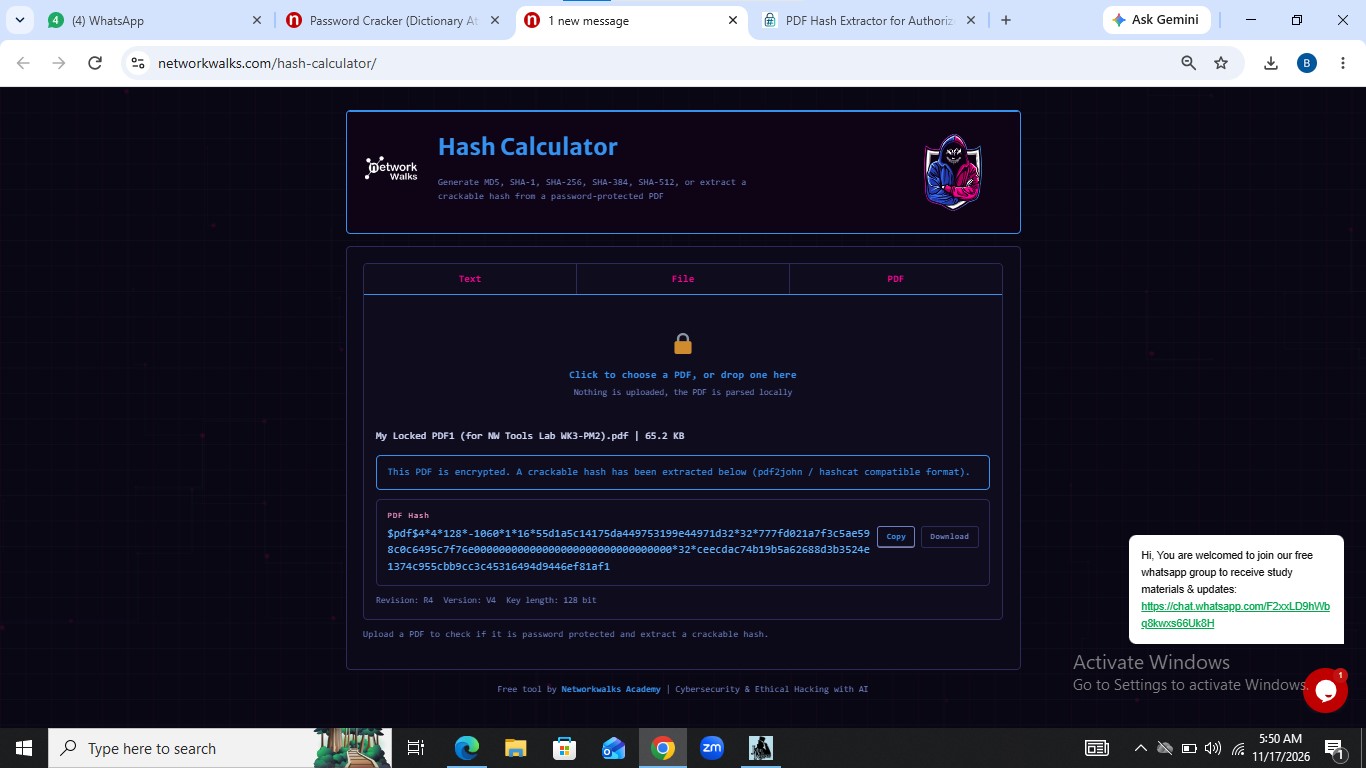 (4) WhatsApp
Password Cracker (Dictionary At
1 new message
PDF Hash Extractor for Authoriz
Ask Gemini
networkwalks.com/hash-calculator/
B
network
Walks
Hash Calculator
Generate MD5, SHA-1, SHA-256, SHA-384, SHA-512, or extract a
crackable hash from a password-protected PDF
Text File PDF
Click to choose a PDF, or drop one here
Nothing is uploaded, the PDF is parsed locally
My Locked PDF1 (for NW Tools Lab WK3-PM2).pdf | 65.2 KB
This PDF is encrypted. A crackable hash has been extracted below (pdf2john / hashcat compatible format).
PDF Hash
$pdf$4*4*128*-1060*1*16*55d1a5c14175da449753199e44971d32*32*777fd021a7f3c5ae59
8c0c6495c7f76e00000000000000000000000000000000*32*ceecdac74b19b5a62688d3b3524e
1374c955cbb9cc3c45316494d9446ef81af1
Copy
Download
Revision: R4 Version: V4 Key length: 128 bit
Upload a PDF to check if it is password protected and extract a crackable hash.
Free tool by Networkwalks Academy | Cybersecurity & Ethical Hacking with AI
Hi, You are welcomed to join our free
whatsapp group to receive study
materials & updates:
https://chat.whatsapp.com/F2xxLD9hWb
q8kwxs66Uk8H
Activate Windows
Go to Settings to activate Windows.
1
Type here to search
zm
5:50 AM
11/17/2026
1